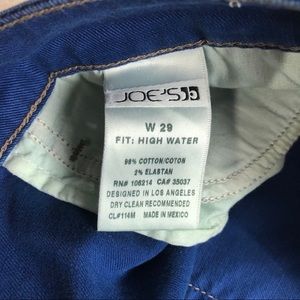 JOE'S
W 29
FIT: HIGH WATER
98% COTTON/COTON
2% ELASTAN
RN# 106214 CA# 35037
DESIGNED IN LOS ANGELES
DRY CLEAN RECOMMENDED
CL#114M MADE IN MEXICO